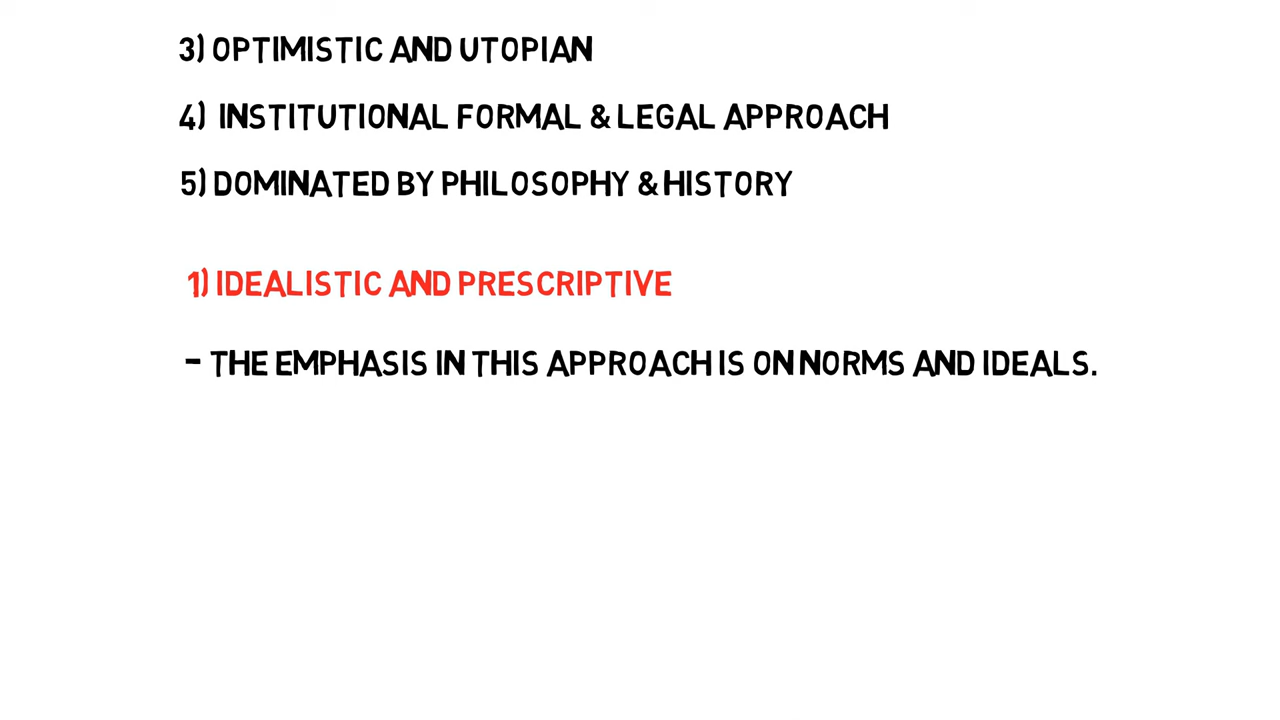 3) OPTIMISTIC AND UTOPIAN
4) INSTITUTIONAL FORMAL & LEGAL APPROACH
5) DOMINATED BY PHILOSOPHY & HISTORY
1) IDEALISTIC AND PRESCRIPTIVE
- THE EMPHASIS IN THIS APPROACH IS ON NORMS AND IDEALS.